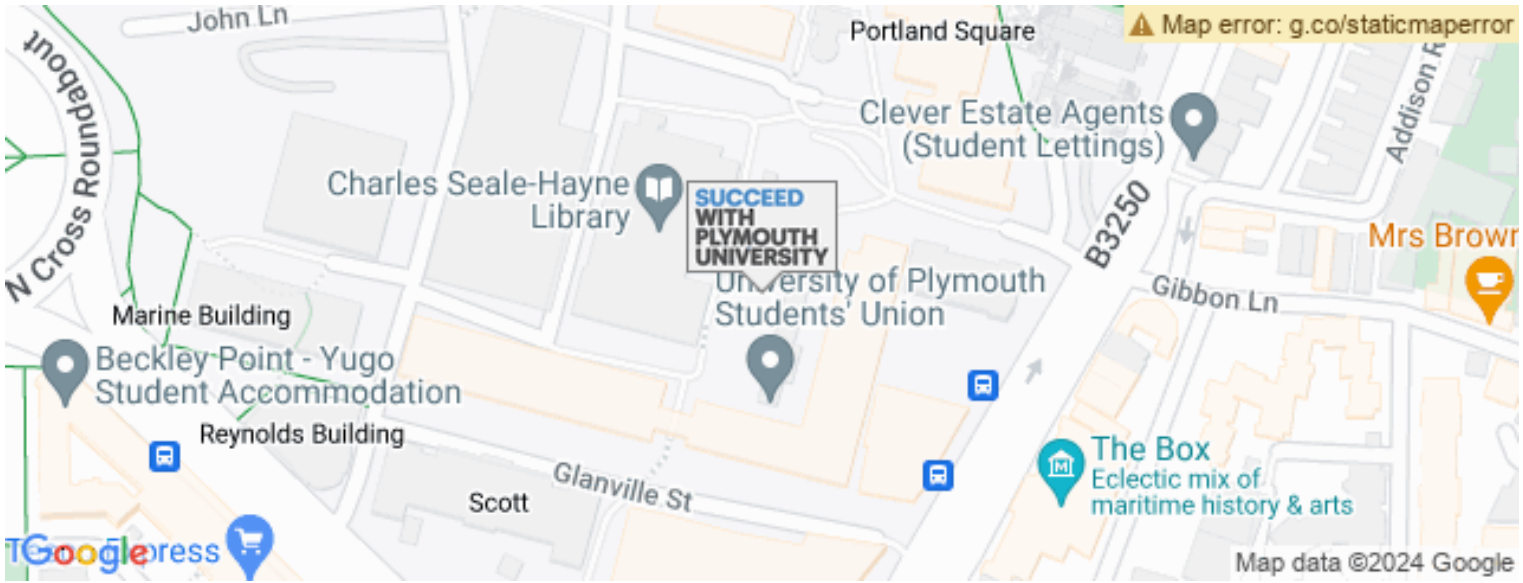 John Ln
Portland Square
Map error: g.co/staticmaperror
N Cross Roundabout
Clever Estate Agents
(Student Lettings)
Addison R
Charles Seale-Hayne
Library
SUCCEED
WITH
PLYMOUTH
UNIVERSITY
B3250
Mrs Brown
University of Plymouth
Students' Union
Gibbon Ln
Marine Building
Beckley Point - Yugo
Student Accommodation
Reynolds Building
The Box
Eclectic mix of
maritime history & arts
Glanville St
Scott
Google
press
Map data ©2024 Google